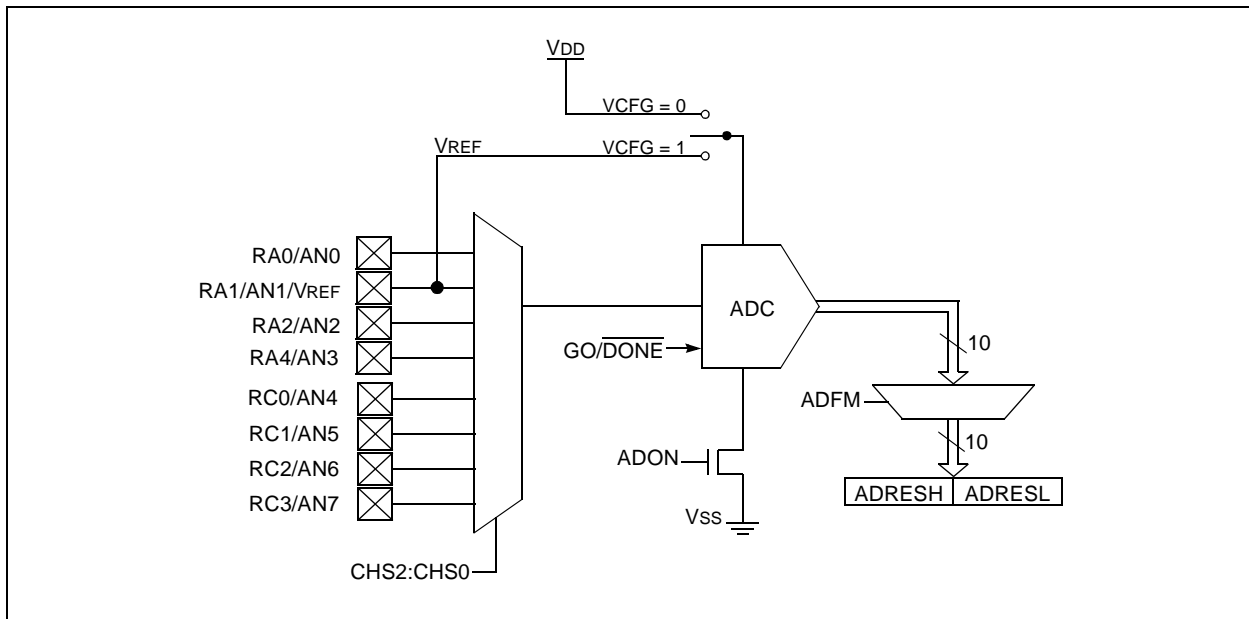 VDD
VCFG = 0
VREF
VCFG = 1
RA0/AN0
RA1/AN1/VREF
RA2/AN2
RA4/AN3
RC0/AN4
RC1/AN5
RC2/AN6
RC3/AN7
CHS2:CHS0
ADC
GO/DONE
ADON
VSS
10
ADFM
10
ADRESH ADRESL